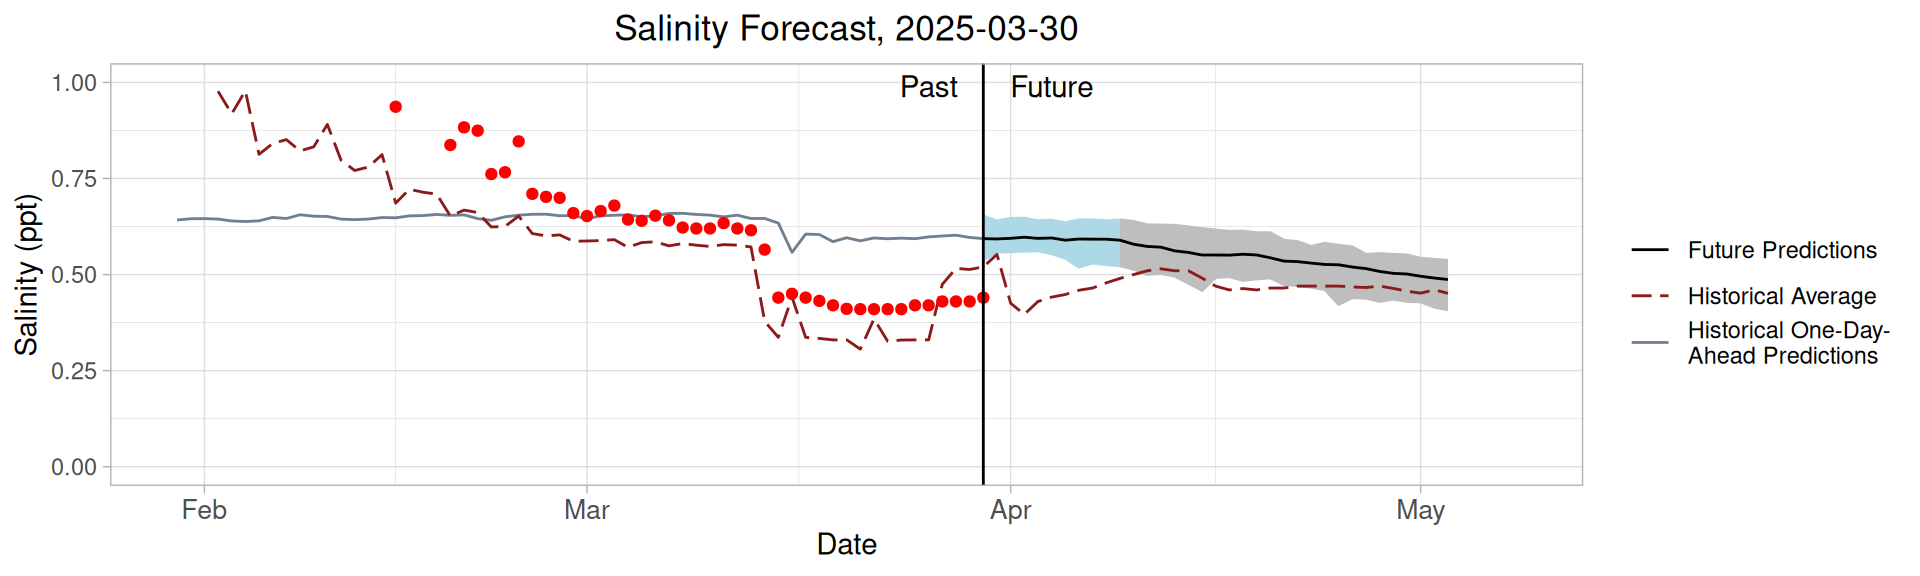 Salinity Forecast, 2025-03-30
Past
Future
1.00
0.75
0.50
0.25
0.00
Salinity (ppt)
Feb
Mar
Apr
May
Date
Future Predictions
Historical Average
Historical One-Day-
Ahead Predictions